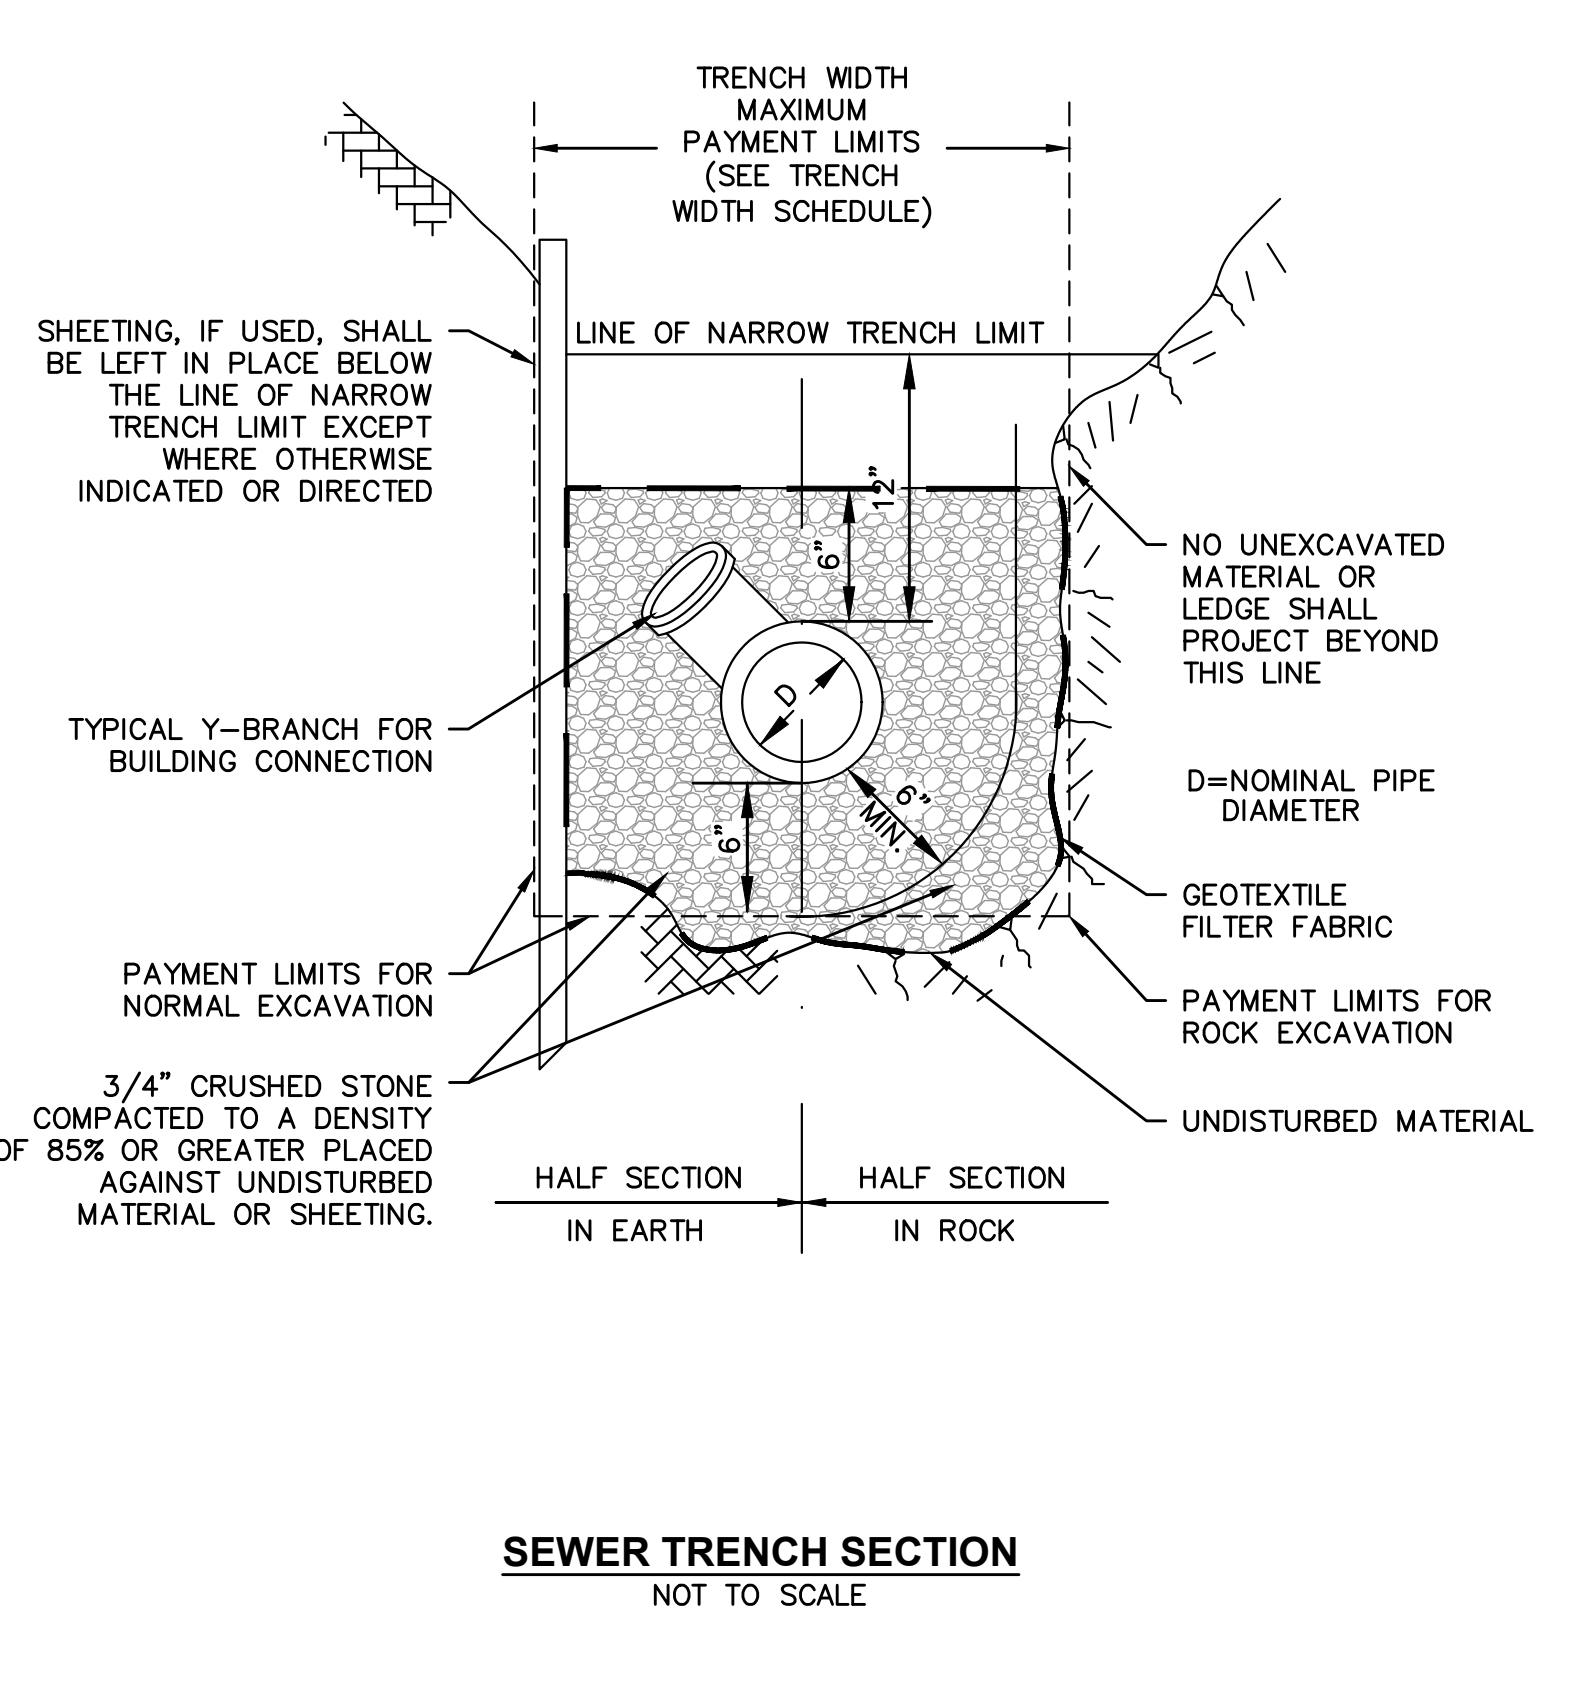 TRENCH WIDTH
MAXIMUM
PAYMENT LIMITS
(SEE TRENCH
WIDTH SCHEDULE)
SHEETING, IF USED, SHALL
BE LEFT IN PLACE BELOW
THE LINE OF NARROW
TRENCH LIMIT EXCEPT
WHERE OTHERWISE
INDICATED OR DIRECTED
LINE OF NARROW TRENCH LIMIT
12"
6"
D
6"
6"
MIN.
NO UNEXCAVATED
MATERIAL OR
LEDGE SHALL
PROJECT BEYOND
THIS LINE
TYPICAL Y-BRANCH FOR
BUILDING CONNECTION
D=NOMINAL PIPE
DIAMETER
GEOTEXTILE
FILTER FABRIC
PAYMENT LIMITS FOR
NORMAL EXCAVATION
PAYMENT LIMITS FOR
ROCK EXCAVATION
3/4" CRUSHED STONE
COMPACTED TO A DENSITY
OF 85% OR GREATER PLACED
AGAINST UNDISTURBED
MATERIAL OR SHEETING.
UNDISTURBED MATERIAL
HALF SECTION
IN EARTH
HALF SECTION
IN ROCK
SEWER TRENCH SECTION
NOT TO SCALE